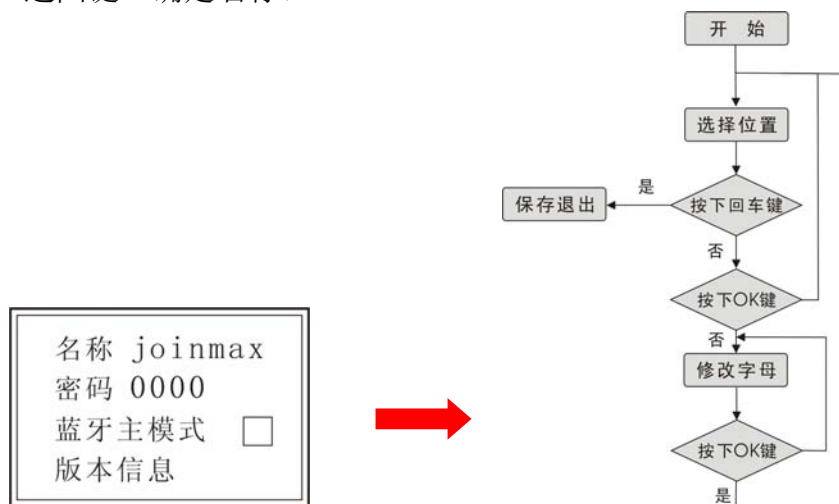 开 始
选择位置
是
保存退出
按下回车键
否
按下OK键
否
修改字母
按下OK键
是
名称 joinmax
密码 0000
蓝牙主模式
版本信息